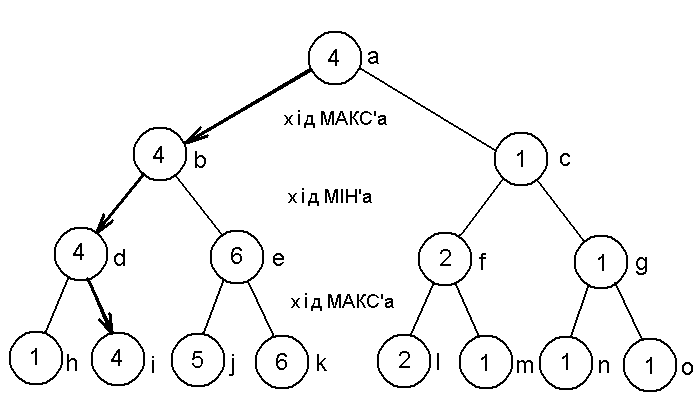 4 a
хід МАКС'а
4 b
1 c
хід МІН'а
4 d
6 e
2 f
1 g
хід МАКС'а
1 h
4 i
5 j
6 k
2 l
1 m
1 n
1 o